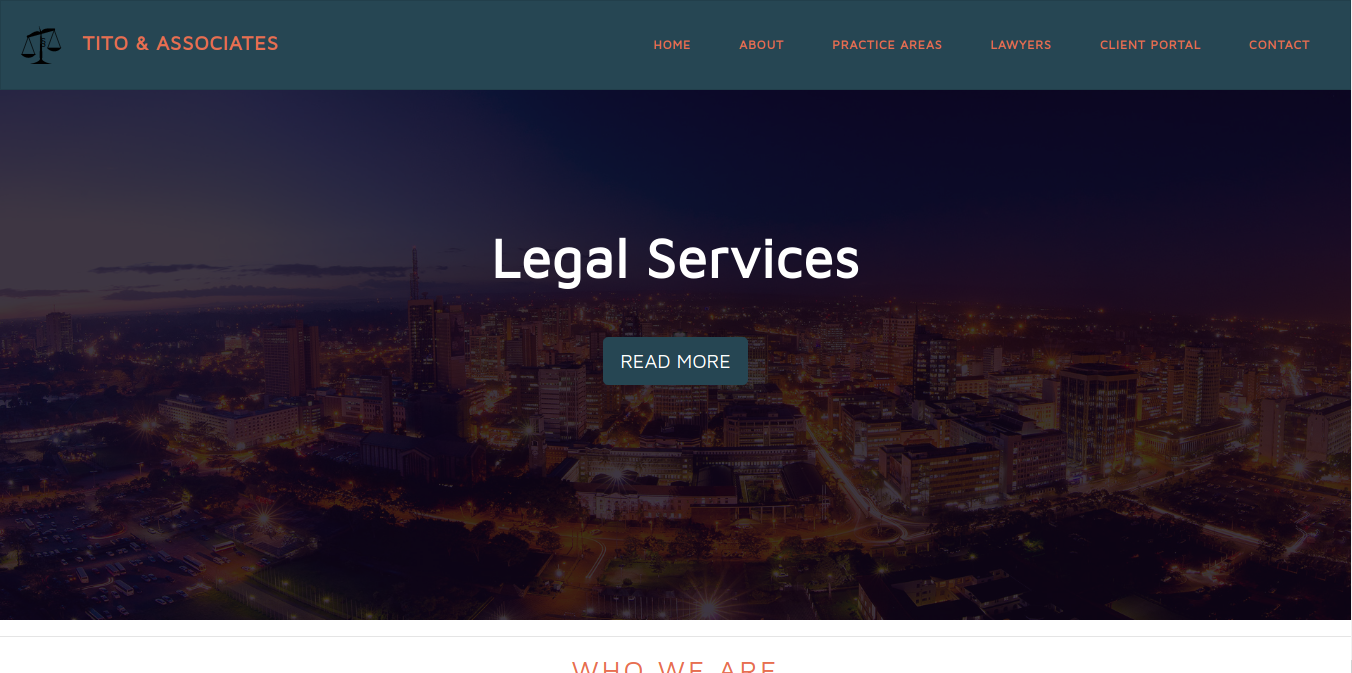 TITO & ASSOCIATES
HOME ABOUT PRACTICE AREAS LAWYERS CLIENT PORTAL CONTACT
Legal Services
READ MORE
WHO WE ARE